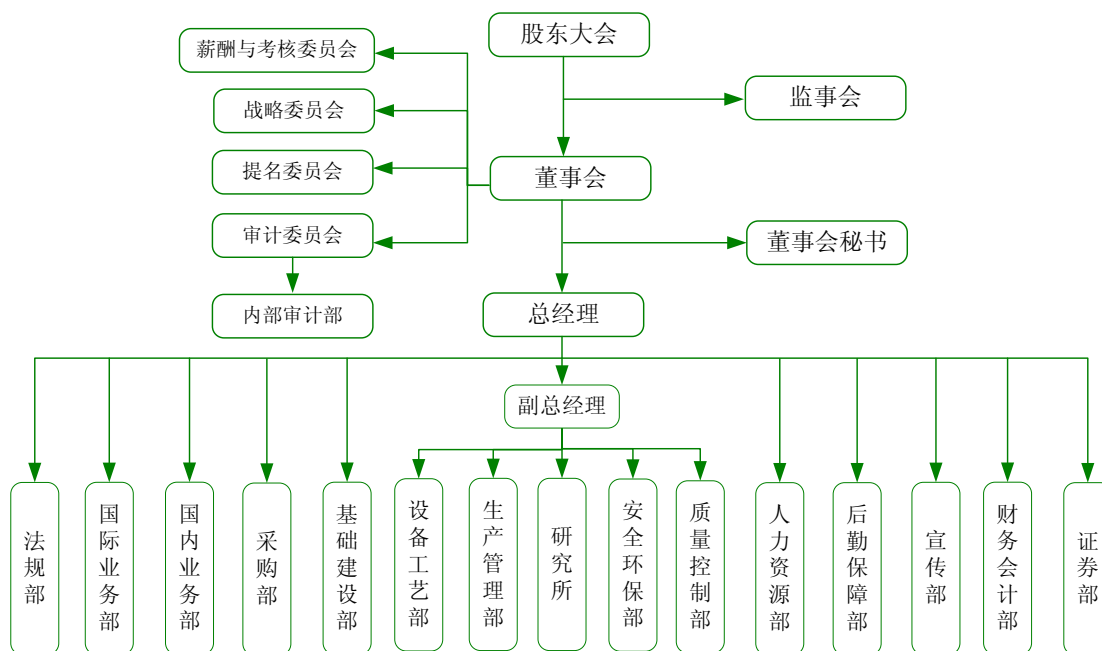 股东大会
薪酬与考核委员会
战略委员会
监事会
提名委员会
董事会
审计委员会
董事会秘书
内部审计部
总经理
副总经理
法规部
国际业务部
国内业务部
采购部
基础建设部
设备工艺部
生产管理部
研究所
安全环保部
质量控制部
人力资源部
后勤保障部
宣传部
财务会计部
证券部